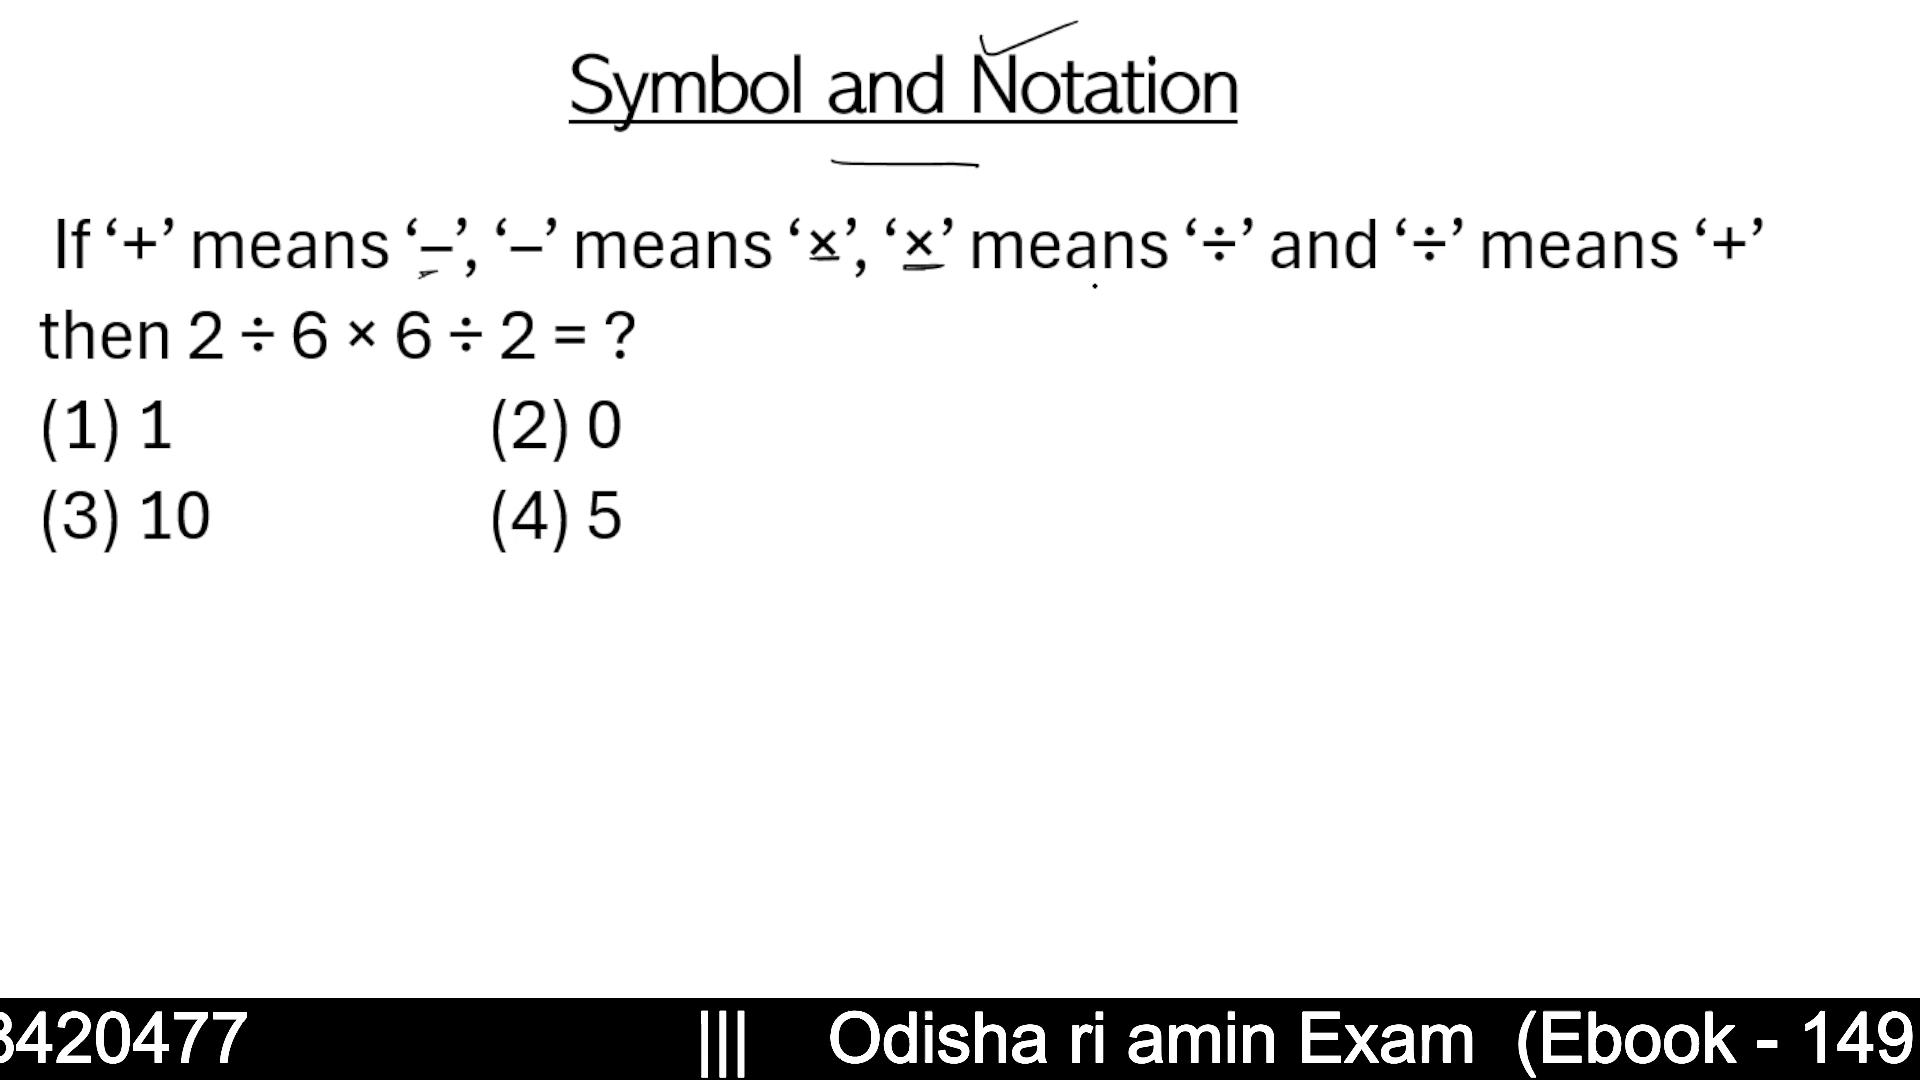 Symbol and Notation
If ‘+’ means ‘–’, ‘–’ means ‘×’, ‘×’ means ‘÷’ and ‘÷’ means ‘+’
then 2 ÷ 6 × 6 ÷ 2 = ?
(1) 1 (2) 0
(3) 10 (4) 5
3420477 ||| Odisha ri amin Exam (Ebook - 149